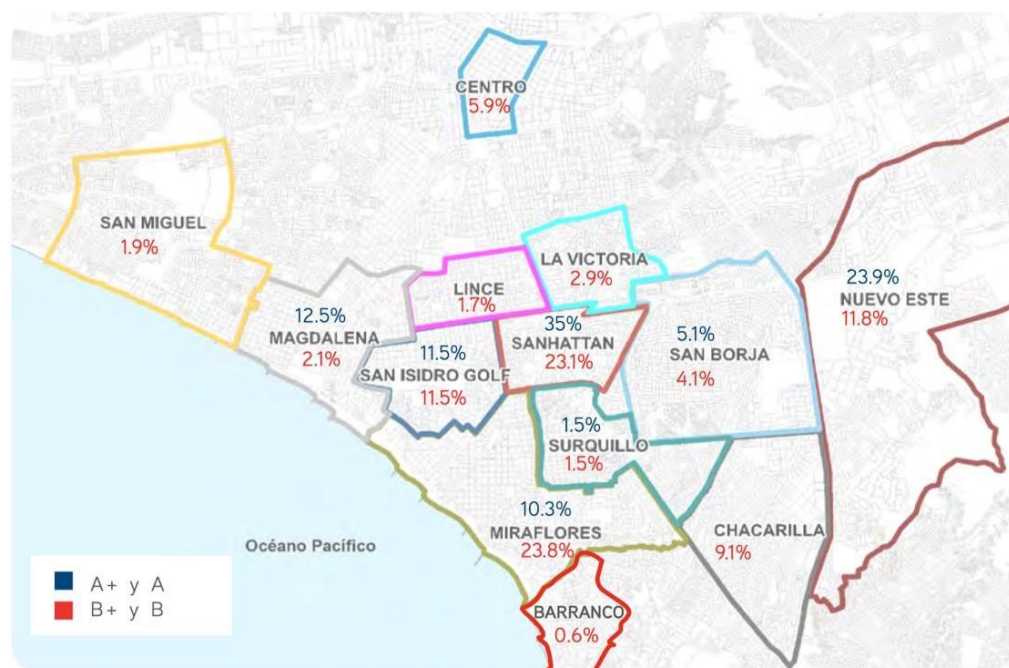 CENTRO
5.9%
SAN MIGUEL
1.9%
LA VICTORIA
2.9%
LINCE
1.7%
23.9%
NUEVO ESTE
11.8%
12.5%
MAGDALENA
2.1%
35%
SANHATTAN
23.1%
5.1%
SAN BORJA
4.1%
11.5%
SAN ISIDRO GOLF
11.5%
1.5%
SURQUILLO
1.5%
10.3%
MIRAFLORES
23.8%
CHACARILLA
9.1%
Océano Pacífico
BARRANCO
0.6%
A+ y A
B+ y B